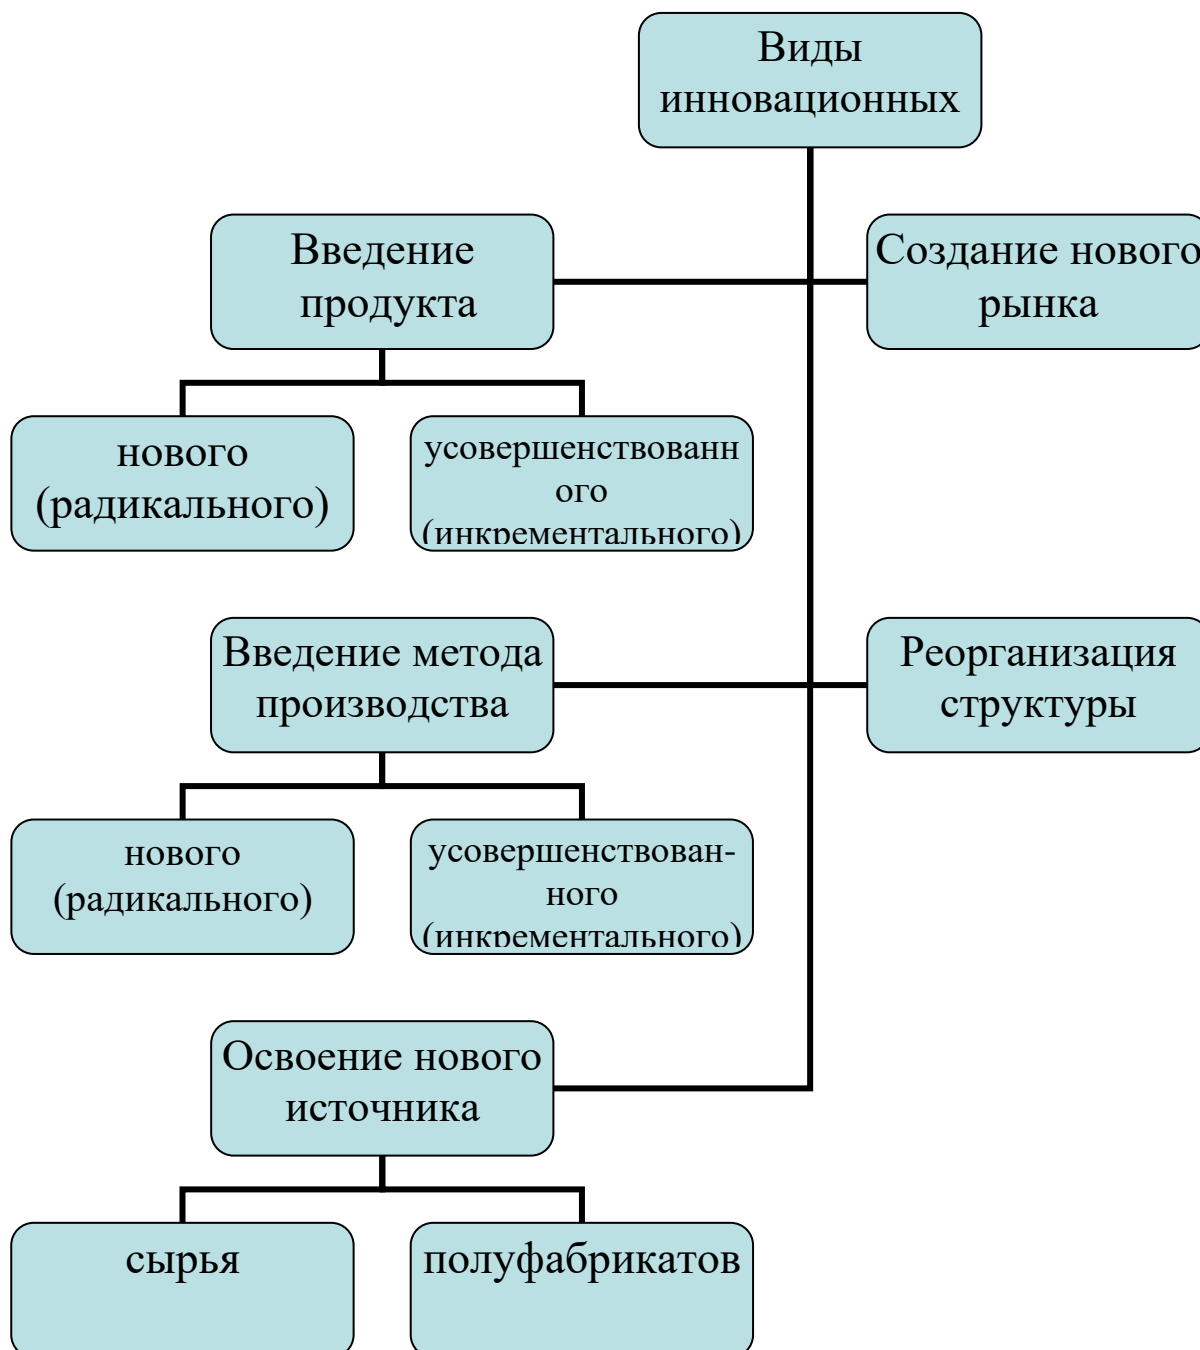 Виды
инновационных
Введение
продукта
Создание нового
рынка
нового
(радикального)
усовершенствованн
ого
(инкрементального)
Введение метода
производства
Реорганизация
структуры
нового
(радикального)
усовершенствован-
ного
(инкрементального)
Освоение нового
источника
сырья
полуфабрикатов